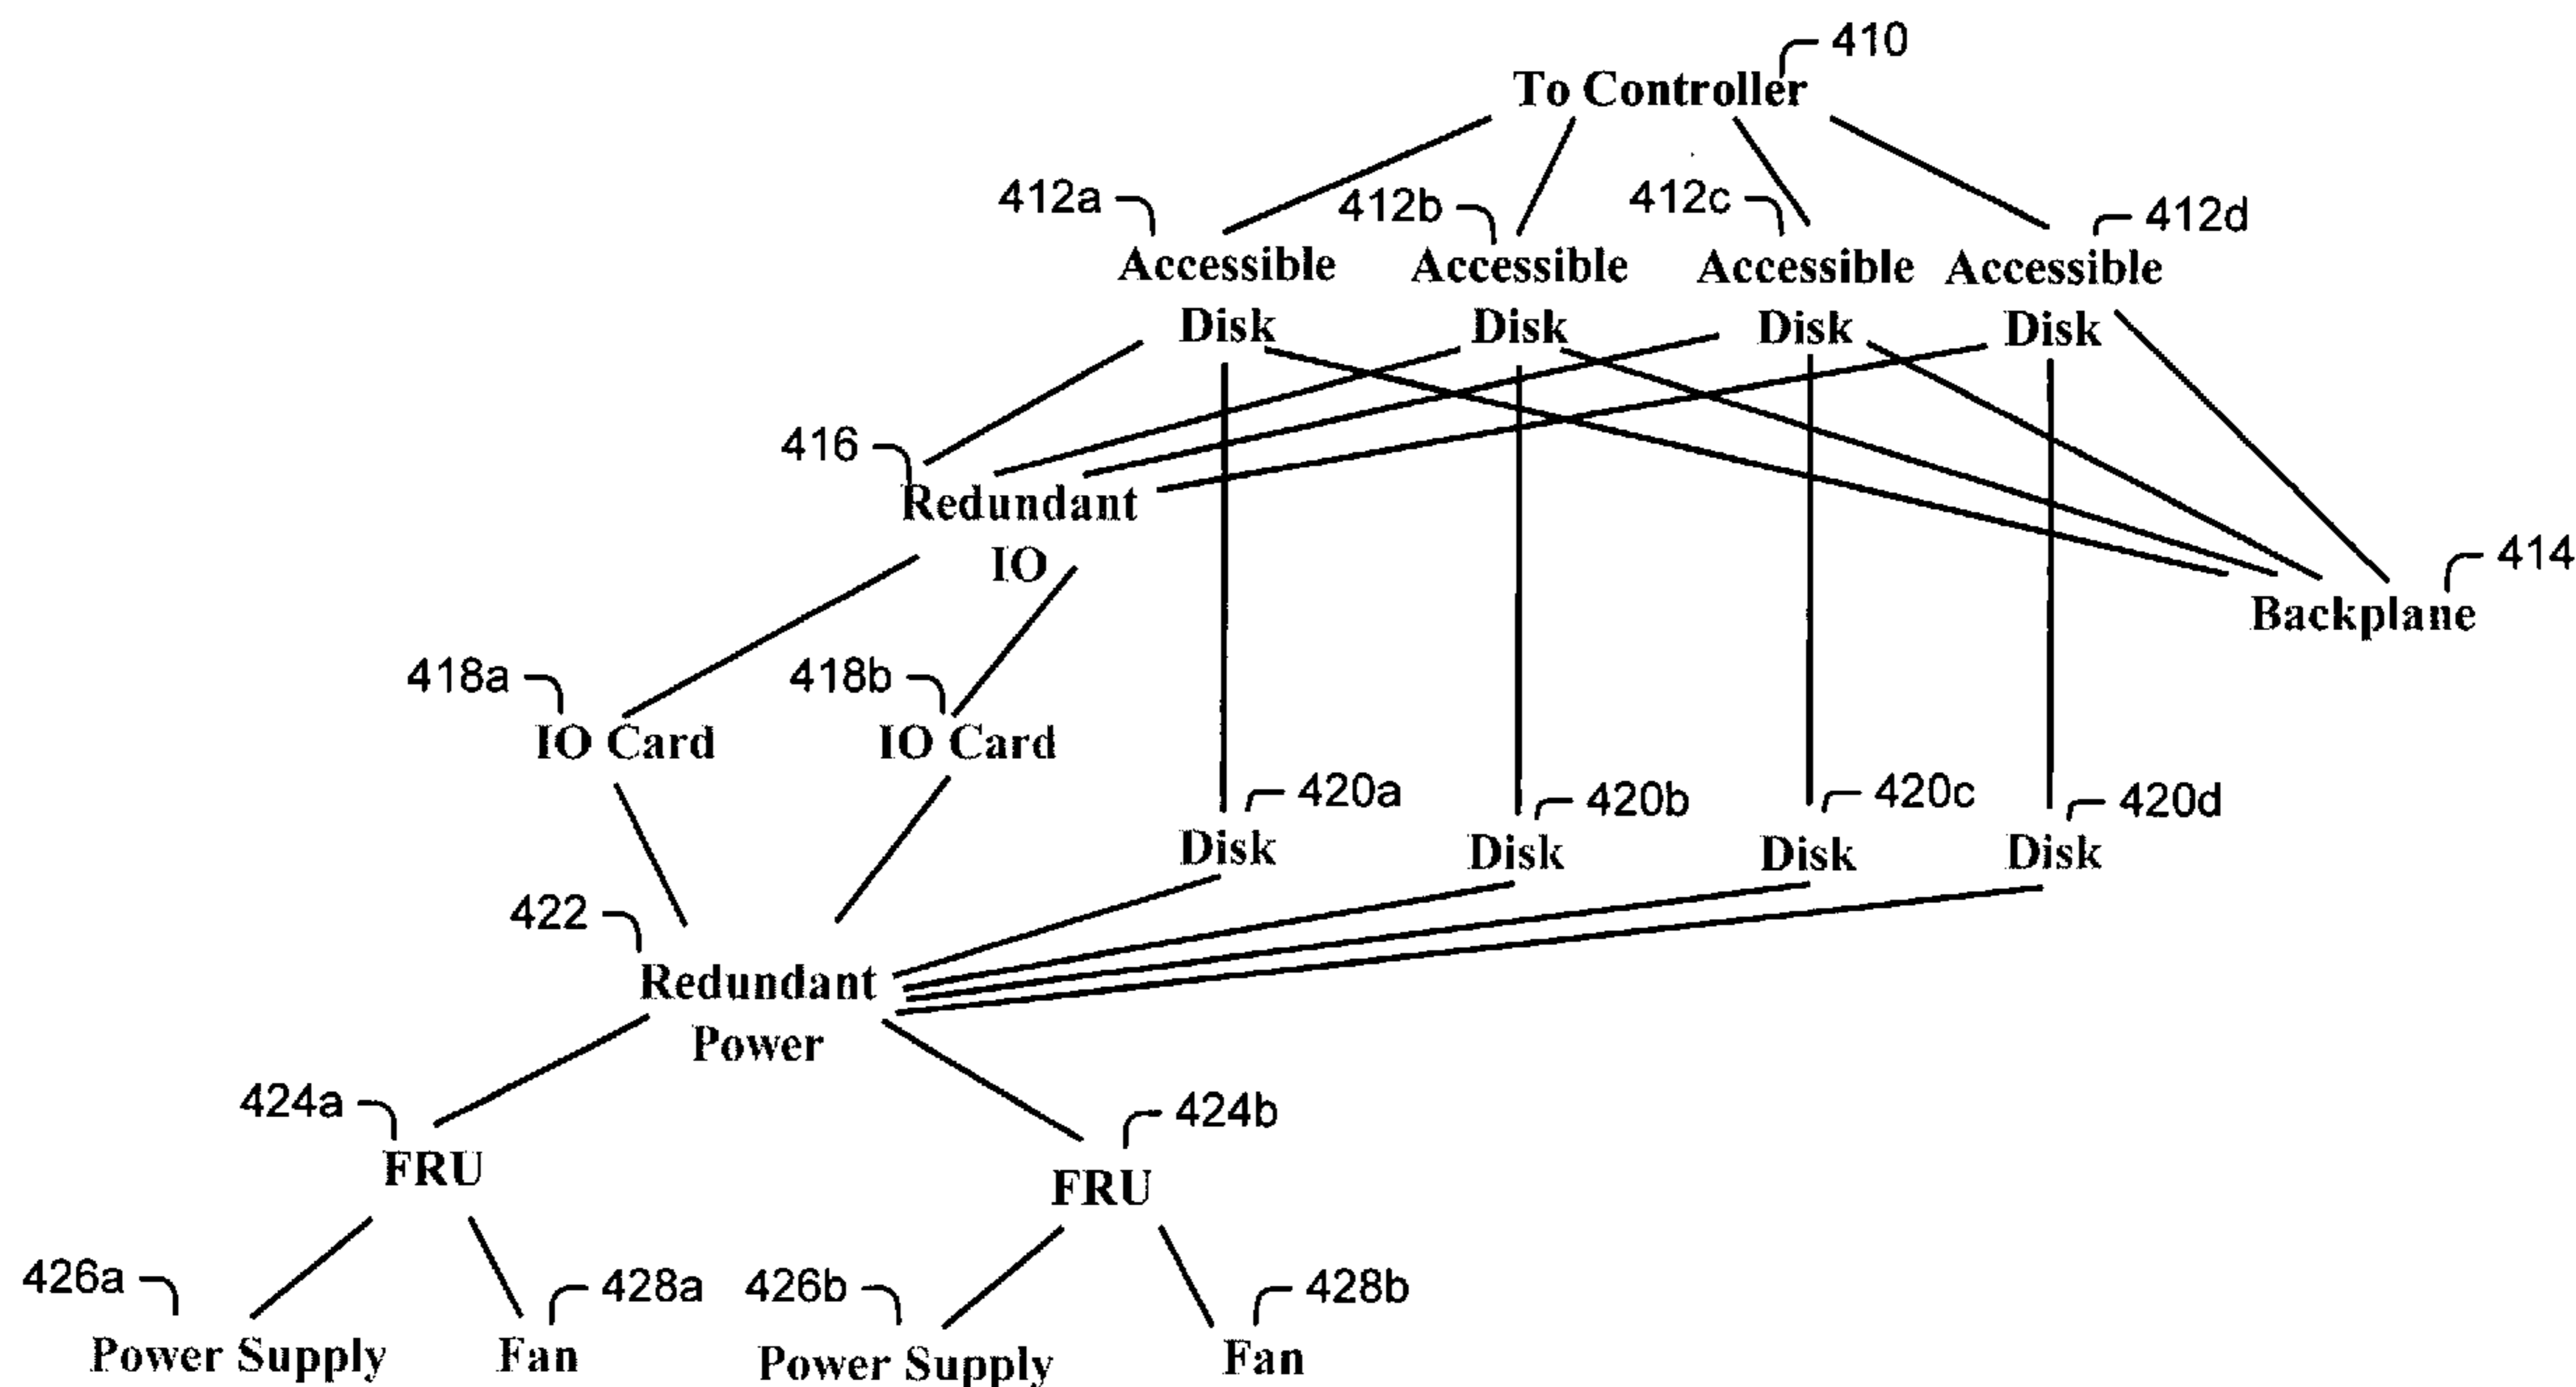 410
To Controller
412a
412b
412c
412d
Accessible
Disk
Accessible
Disk
Accessible
Disk
Accessible
Disk
416
Redundant
IO
414
Backplane
418a
IO Card
418b
IO Card
420a
Disk
420b
Disk
420c
Disk
420d
Disk
422
Redundant
Power
424a
FRU
424b
FRU
426a
Power Supply
428a
Fan
426b
Power Supply
428b
Fan